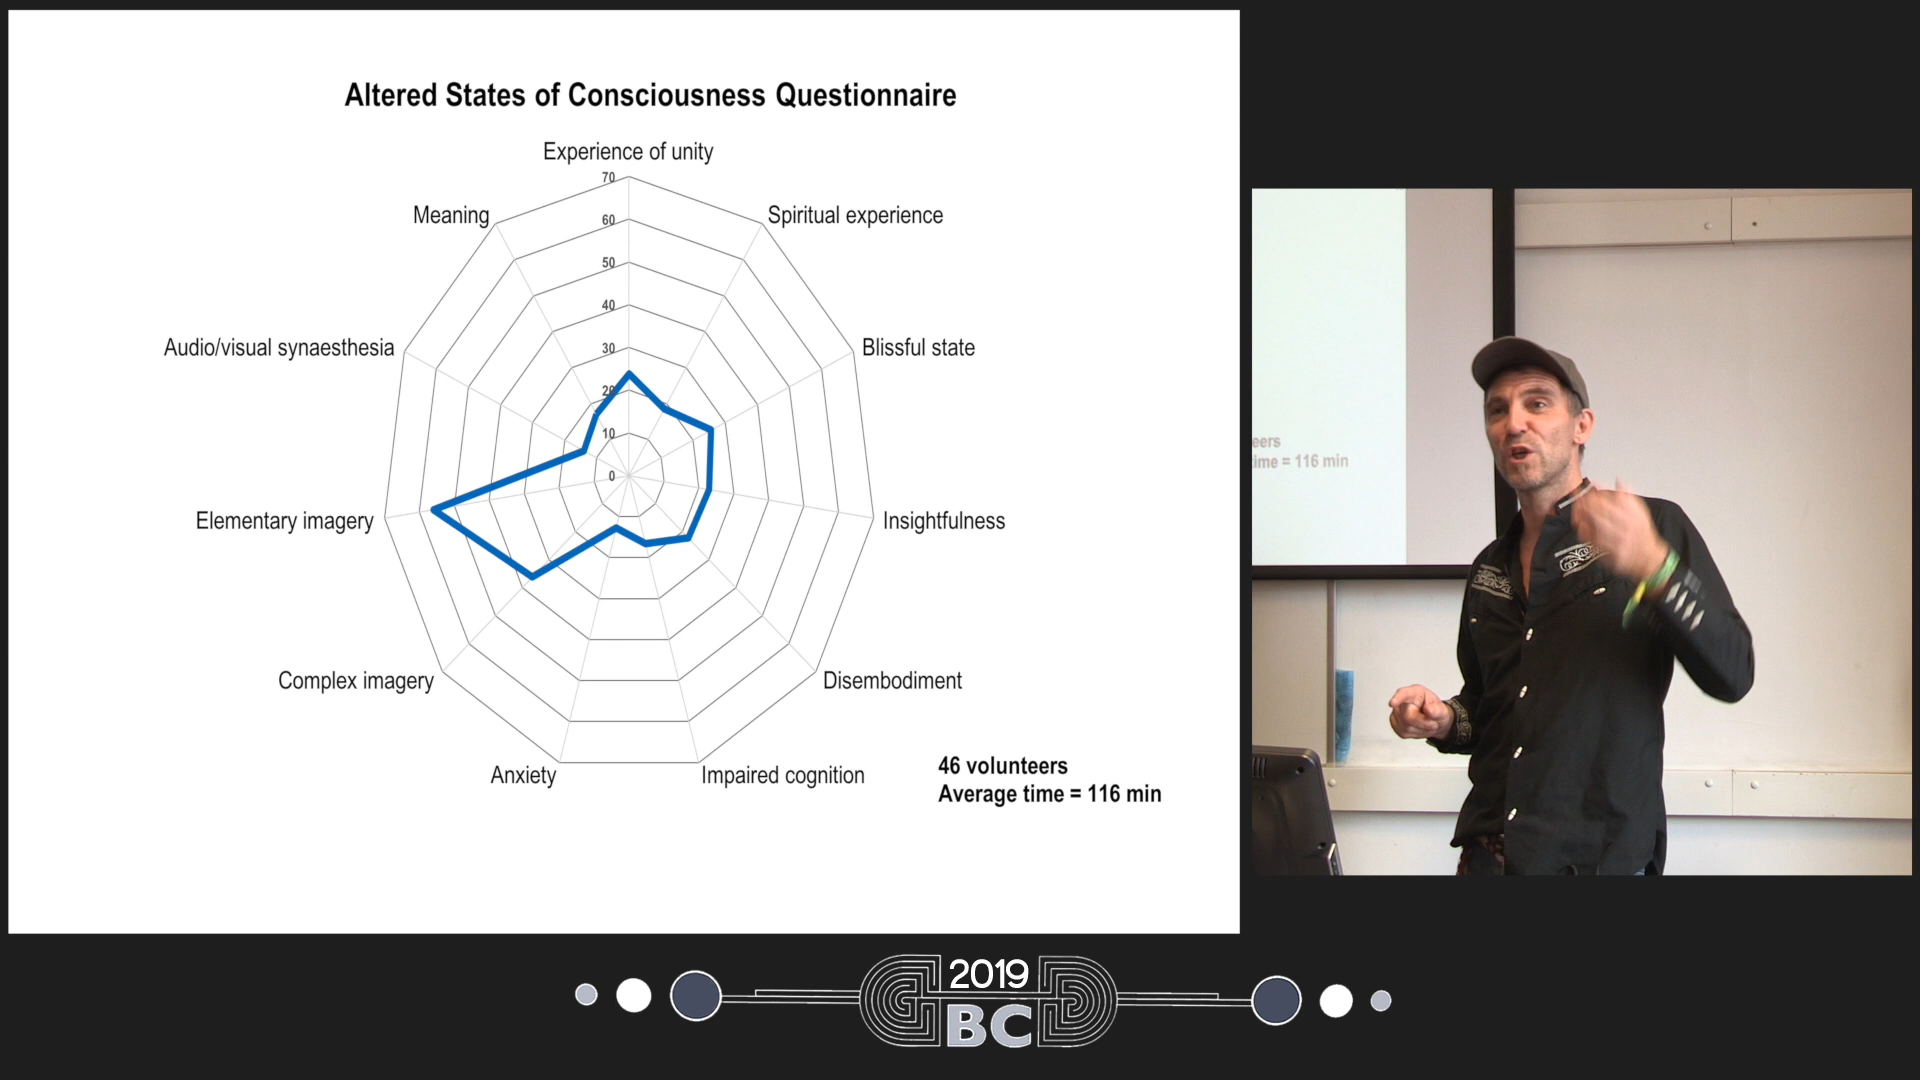 Altered States of Consciousness Questionnaire
Experience of unity
70
Meaning
Spiritual experience
60
50
40
Audio/visual synaesthesia
30
Blissful state
20
10
0
Elementary imagery
Insightfulness
Complex imagery
Disembodiment
Anxiety
Impaired cognition
46 volunteers
Average time = 116 min
eers
ime = 116 min
2019
BC